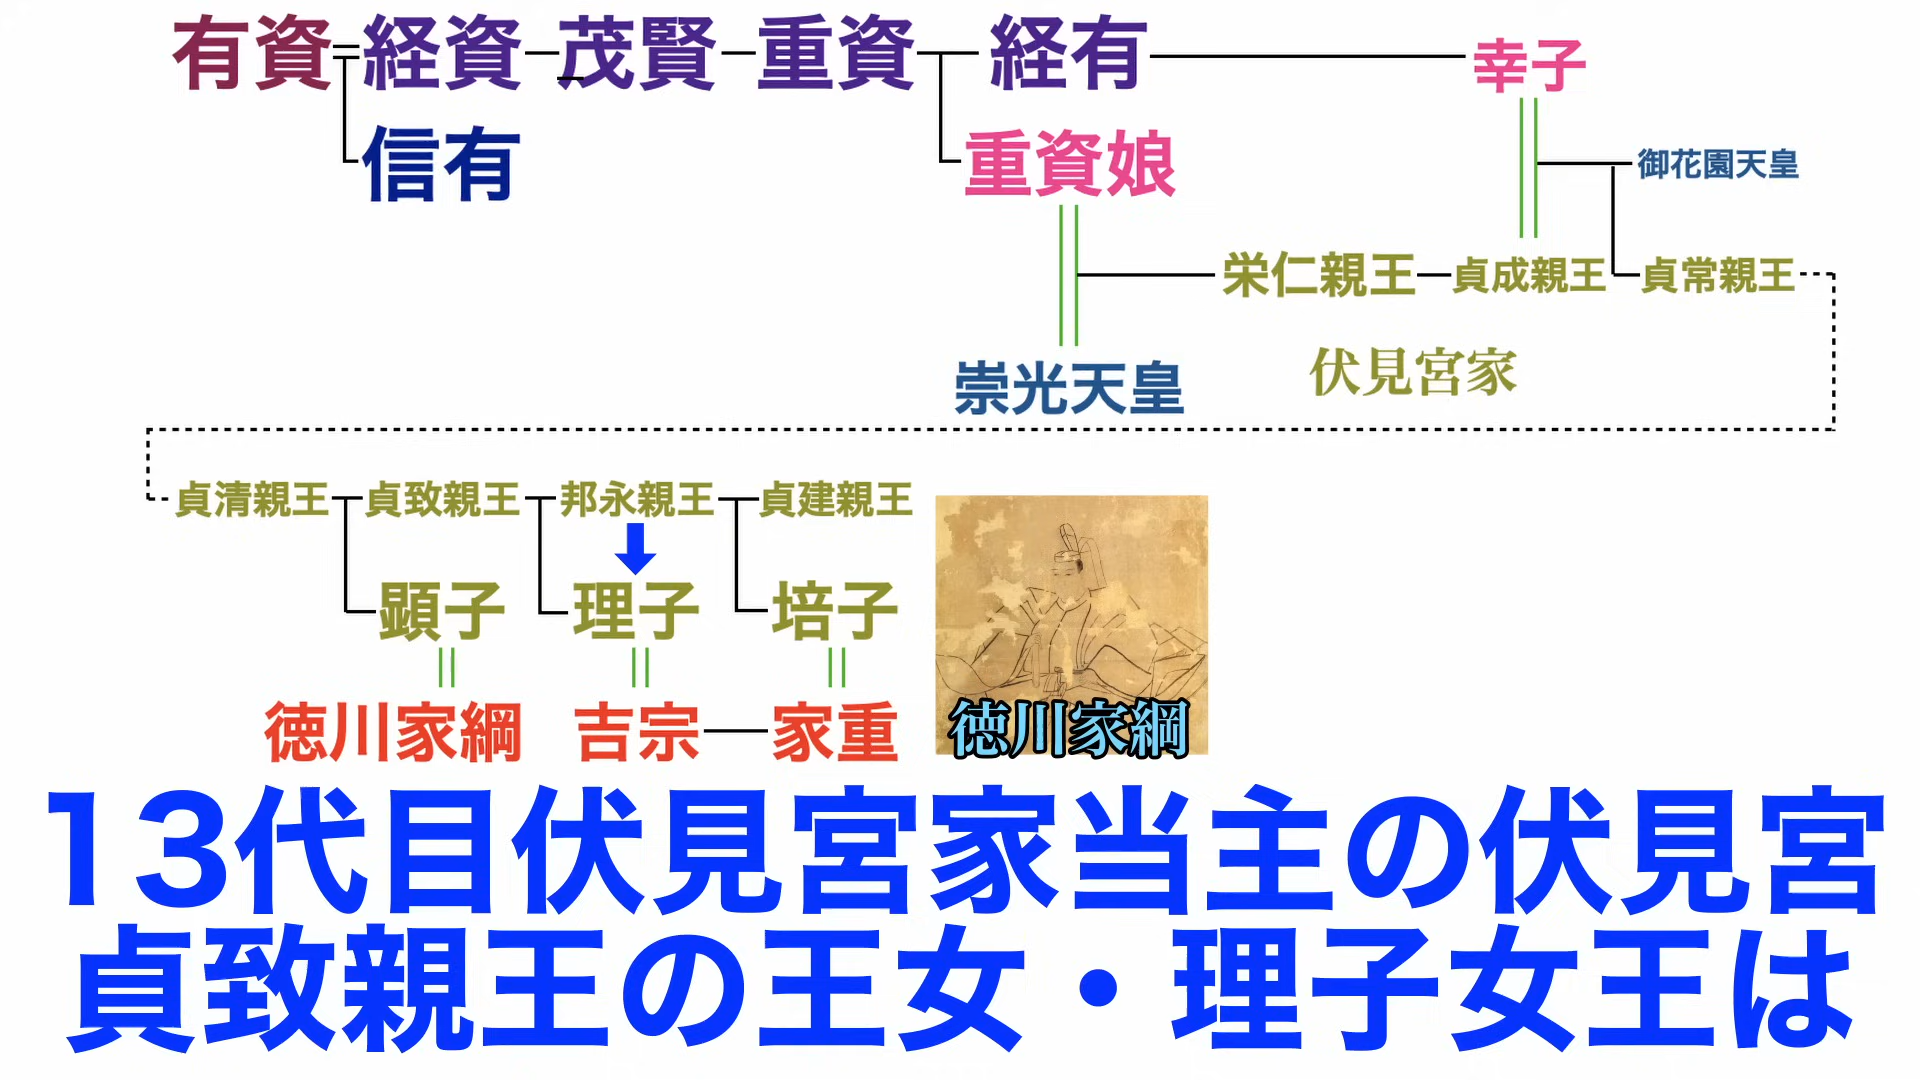 有資 経資 茂賢 重資 経有 幸子
信有 重資娘 御花園天皇
栄仁親王 貞成親王 貞常親王
崇光天皇 伏見宮家
貞清親王 貞致親王 邦永親王 貞建親王
顕子 理子 培子
徳川家綱 吉宗 家重 徳川家綱
13代目伏見宮家当主の伏見宮
貞致親王の王女・理子女王は